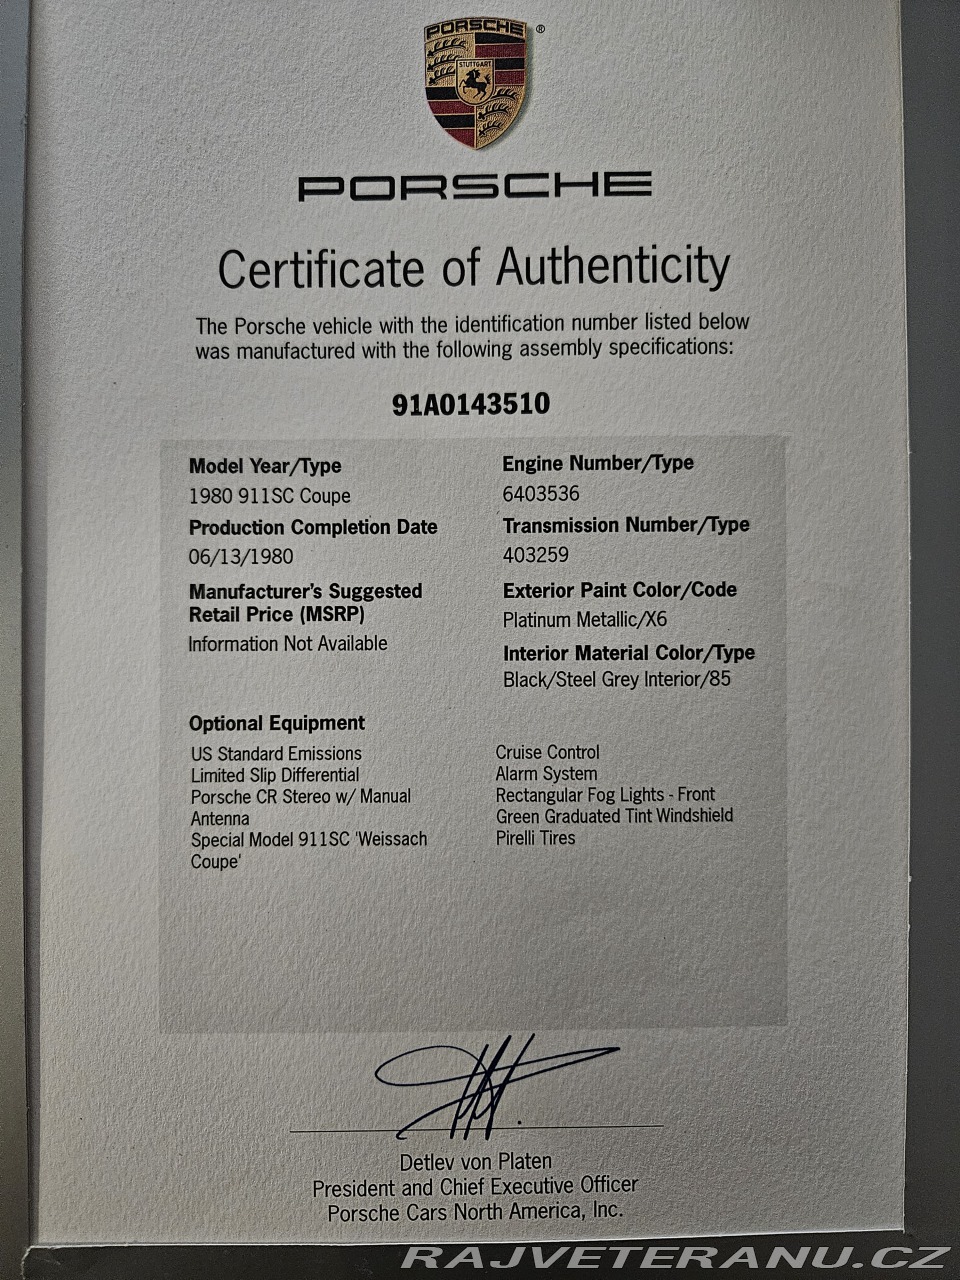 PORSCHE
STUTTGART
®
PORSCHE
Certificate of Authenticity
The Porsche vehicle with the identification number listed below
was manufactured with the following assembly specifications:
91A0143510
Model Year/Type
1980 911SC Coupe
Production Completion Date
06/13/1980
Manufacturer's Suggested
Retail Price (MSRP)
Information Not Available
Engine Number/Type
6403536
Transmission Number/Type
403259
Exterior Paint Color/Code
Platinum Metallic/X6
Interior Material Color/Type
Black/Steel Grey Interior/85
Optional Equipment
US Standard Emissions
Limited Slip Differential
Porsche CR Stereo w/ Manual
Antenna
Special Model 911SC 'Weissach
Coupe'
Cruise Control
Alarm System
Rectangular Fog Lights - Front
Green Graduated Tint Windshield
Pirelli Tires
Detlev von Platen
President and Chief Executive Officer
Porsche Cars North America, Inc.
RAJVETERANU.CZ